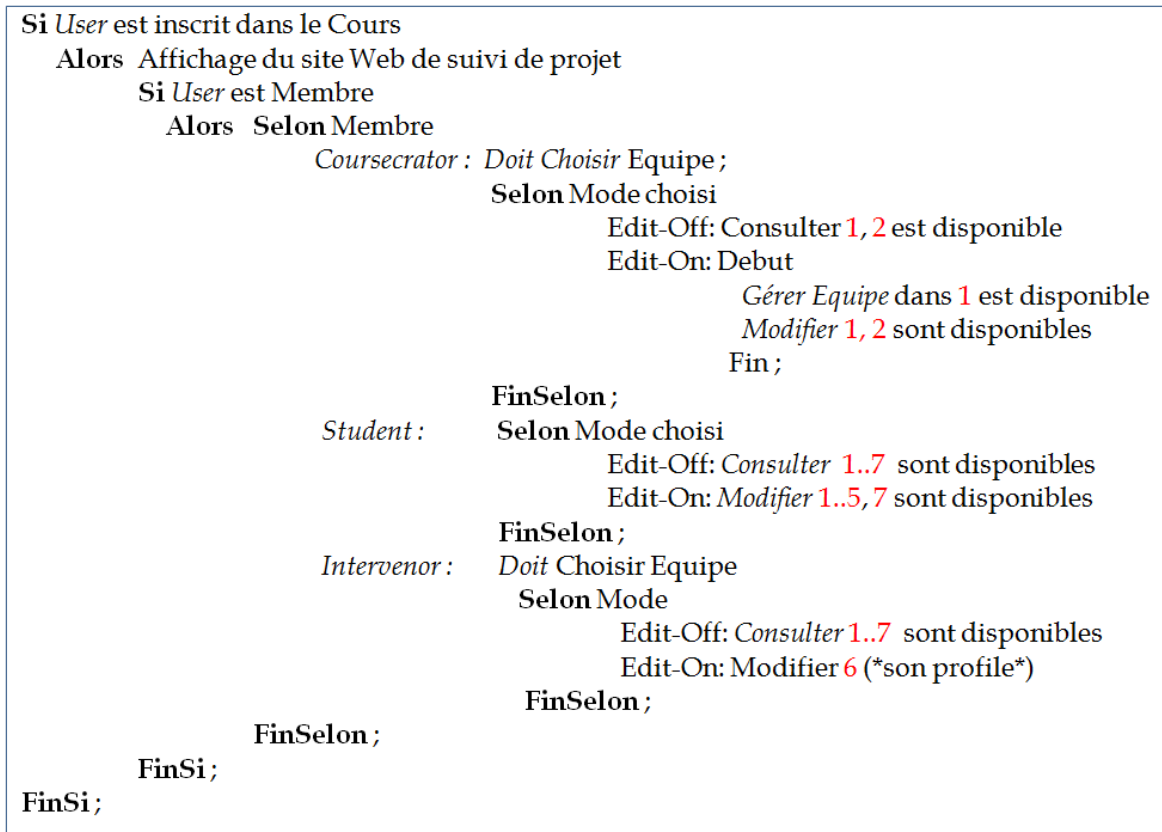 Si User est inscrit dans le Cours
Alors Affichage du site Web de suivi de projet
Si User est Membre
Alors Selon Membre
Coursecrator : Doit Choisir Equipe ;
Selon Mode choisi
Edit-Off: Consulter 1, 2 est disponible
Edit-On: Debut
Gérer Equipe dans 1 est disponible
Modifier 1, 2 sont disponibles
Fin ;
FinSelon ;
Student : Selon Mode choisi
Edit-Off: Consulter 1..7 sont disponibles
Edit-On: Modifier 1..5, 7 sont disponibles
FinSelon ;
Intervenor : Doit Choisir Equipe
Selon Mode
Edit-Off: Consulter 1..7 sont disponibles
Edit-On: Modifier 6 (*son profile*)
FinSelon ;
FinSelon ;
FinSi ;
FinSi ;